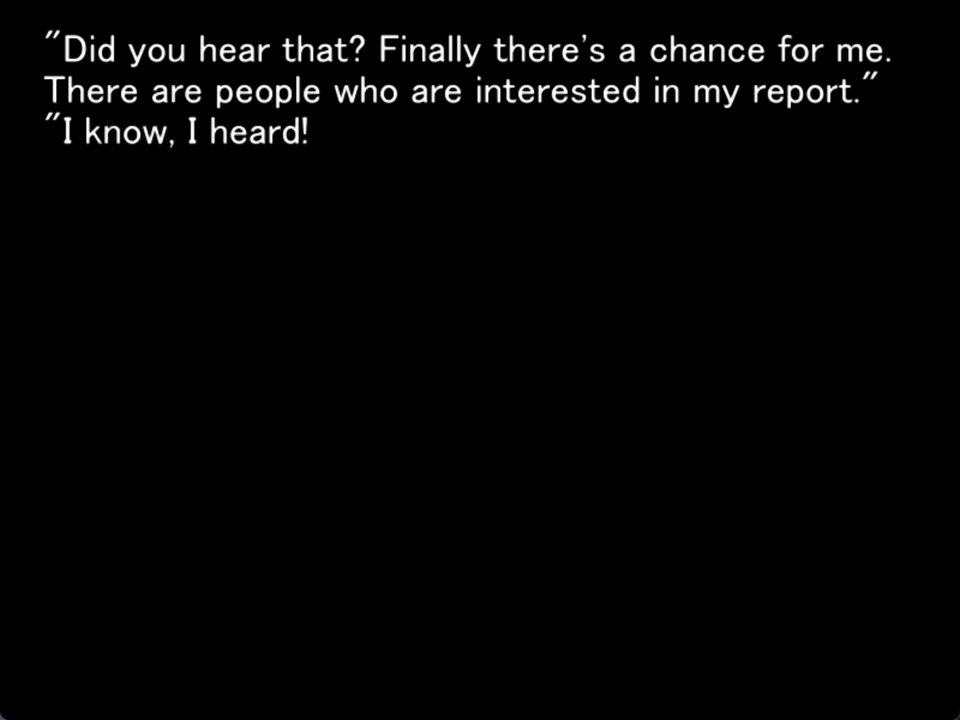 "Did you hear that? Finally there's a chance for me.
There are people who are interested in my report."
"I know, I heard!